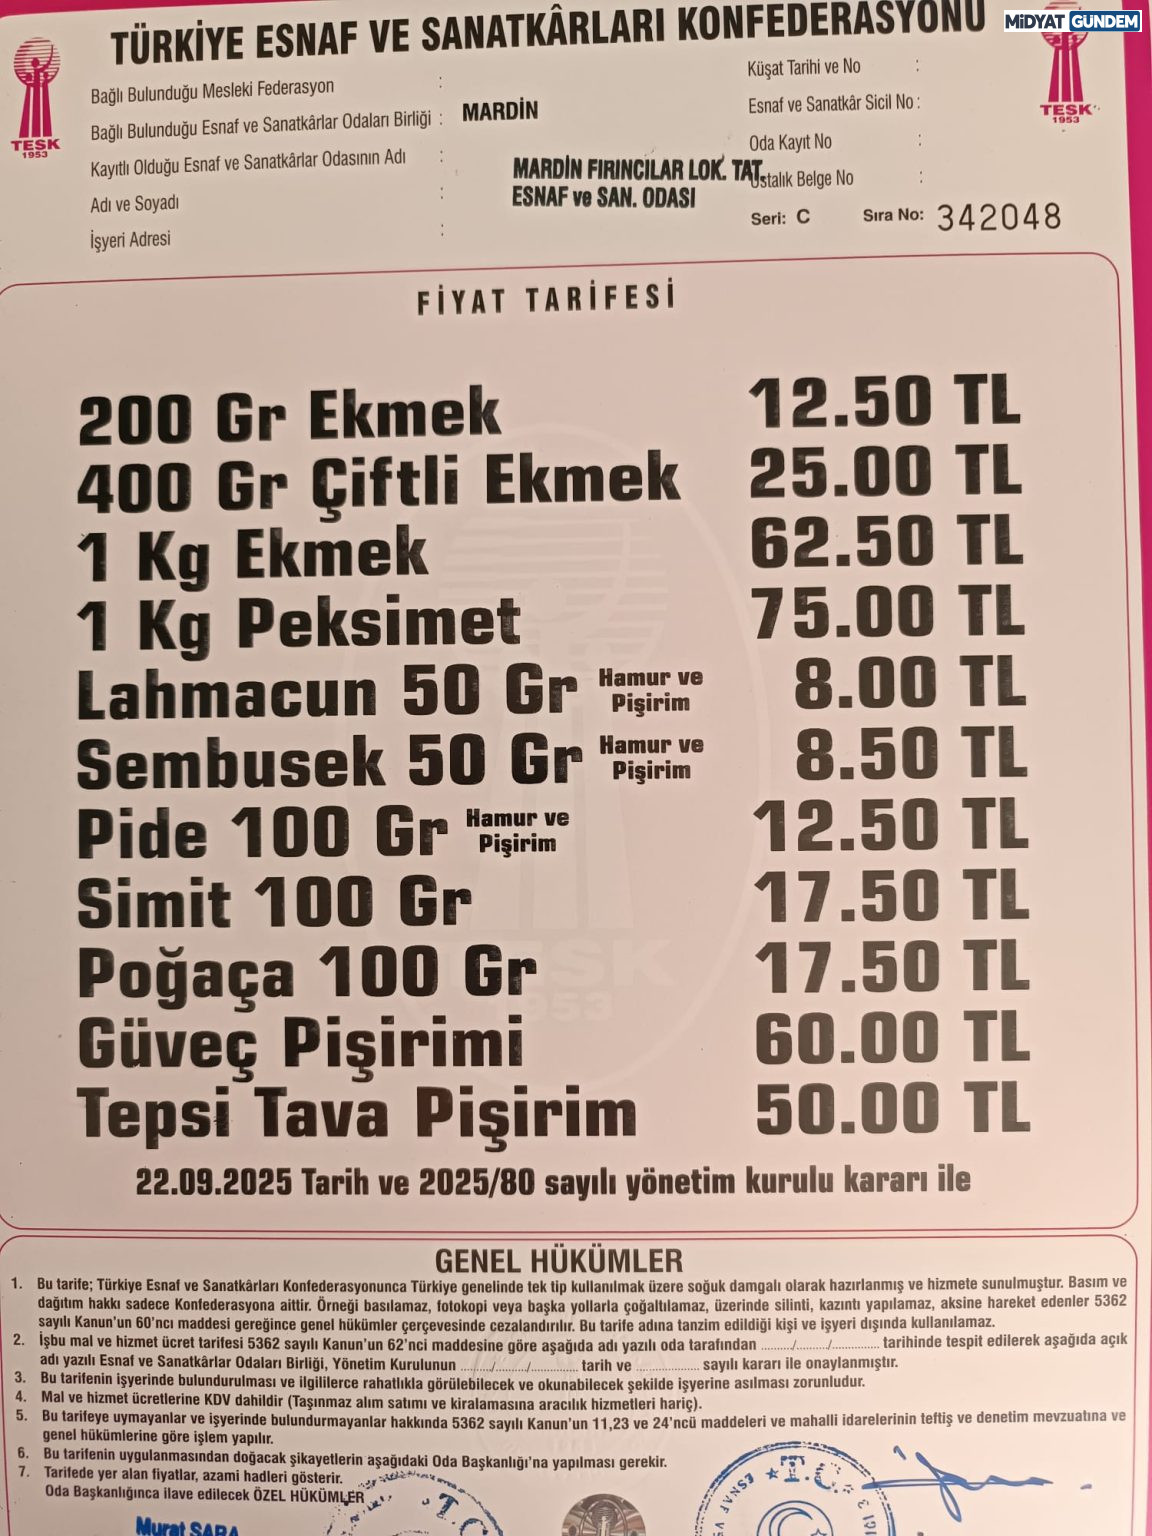 MİDYAT GÜNDEM
TÜRKİYE ESNAF VE SANATKÂRLARI KONFEDERASYONU
TESK
1953
TESK
1953
Bağlı Bulunduğu Mesleki Federasyon :
Bağlı Bulunduğu Esnaf ve Sanatkârlar Odaları Birliği : MARDİN
Kayıtlı Olduğu Esnaf ve Sanatkârlar Odasının Adı : MARDİN FIRINCILAR LOK. TAT.
ESNAF ve SAN. ODASI
Adı ve Soyadı :
İşyeri Adresi :
Küşat Tarihi ve No :
Esnaf ve Sanatkâr Sicil No :
Oda Kayıt No :
Ustalık Belge No :
Seri: C Sıra No: 342048
FİYAT TARİFESİ
200 Gr Ekmek 12.50 TL
400 Gr Çiftli Ekmek 25.00 TL
1 Kg Ekmek 62.50 TL
1 Kg Peksimet 75.00 TL
Lahmacun 50 Gr Hamur ve Pişirim 8.00 TL
Sembusek 50 Gr Hamur ve Pişirim 8.50 TL
Pide 100 Gr Hamur ve Pişirim 12.50 TL
Simit 100 Gr 17.50 TL
Poğaça 100 Gr 17.50 TL
Güveç Pişirimi 60.00 TL
Tepsi Tava Pişirim 50.00 TL
TESK
1953
22.09.2025 Tarih ve 2025/80 sayılı yönetim kurulu kararı ile
GENEL HÜKÜMLER
1. Bu tarife; Türkiye Esnaf ve Sanatkârları Konfederasyonunca Türkiye genelinde tek tip kullanılmak üzere soğuk damgalı olarak hazırlanmış ve hizmete sunulmuştur. Basım ve
dağıtım hakkı sadece Konfederasyona aittir. Örneği basılamaz, fotokopi veya başka yollarla çoğaltılamaz, üzerinde silinti, kazıntı yapılamaz, aksine hareket edenler 5362
sayılı Kanun'un 60'ncı maddesi gereğince genel hükümler çerçevesinde cezalandırılır. Bu tarife adına tanzim edildiği kişi ve işyeri dışında kullanılamaz.
2. İşbu mal ve hizmet ücret tarifesi 5362 sayılı Kanun'un 62'nci maddesine göre aşağıda adı yazılı oda tarafından ........./........./............. tarihinde tespit edilerek aşağıda açık
adı yazılı Esnaf ve Sanatkârlar Odaları Birliği, Yönetim Kurulunun ........./........./............. tarih ve .................. sayılı kararı ile onaylanmıştır.
3. Bu tarifenin işyerinde bulundurulması ve ilgililerce rahatlıkla görülebilecek ve okunabilecek şekilde işyerine asılması zorunludur.
4. Mal ve hizmet ücretlerine KDV dahildir (Taşınmaz alım satımı ve kiralamasına aracılık hizmetleri hariç).
5. Bu tarifeye uymayanlar ve işyerinde bulundurmayanlar hakkında 5362 sayılı Kanun'un 11,23 ve 24'ncü maddeleri ve mahalli idarelerinin teftiş ve denetim mevzuatına ve
genel hükümlerine göre işlem yapılır.
6. Bu tarifenin uygulanmasından doğacak şikayetlerin aşağıdaki Oda Başkanlığı'na yapılması gerekir.
7. Tarifede yer alan fiyatlar, azami hadleri gösterir.
Oda Başkanlığınca ilave edilecek ÖZEL HÜKÜMLER
T.C.
ESNAF
T.C.
Murat